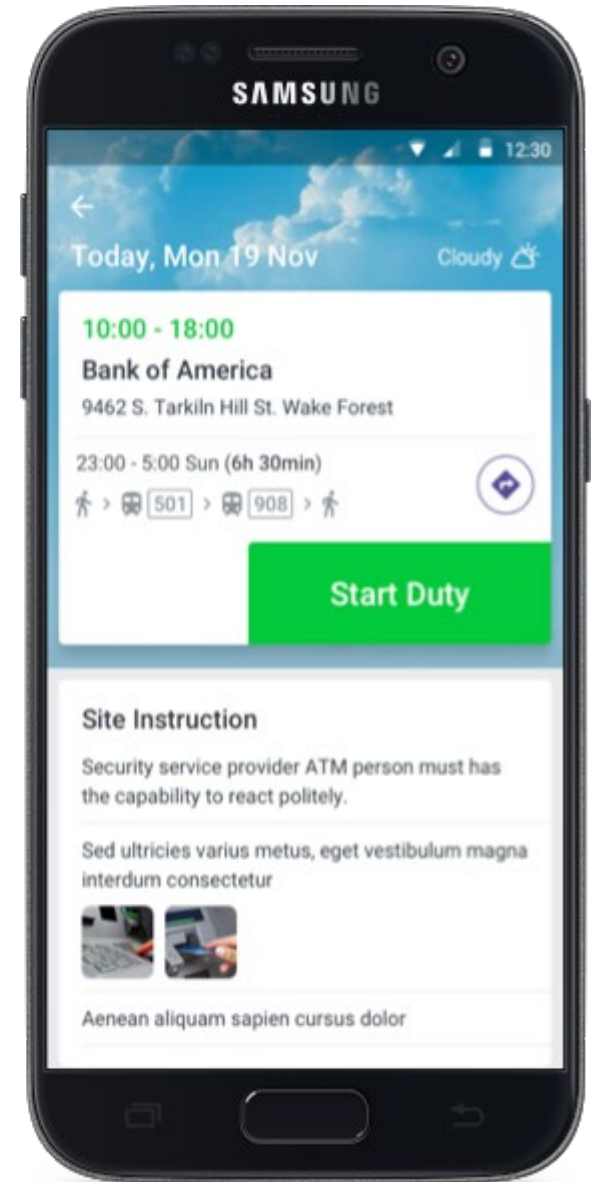 SAMSUNG
12:30
Today, Mon 19 Nov
Cloudy
10:00 - 18:00
Bank of America
9462 S. Tarkiln Hill St. Wake Forest
23:00 - 5:00 Sun (6h 30min)
501 > 908 >
Start Duty
Site Instruction
Security service provider ATM person must has
the capability to react politely.
Sed ultricies varius metus, eget vestibulum magna
interdum consectetur
Aenean aliquam sapien cursus dolor